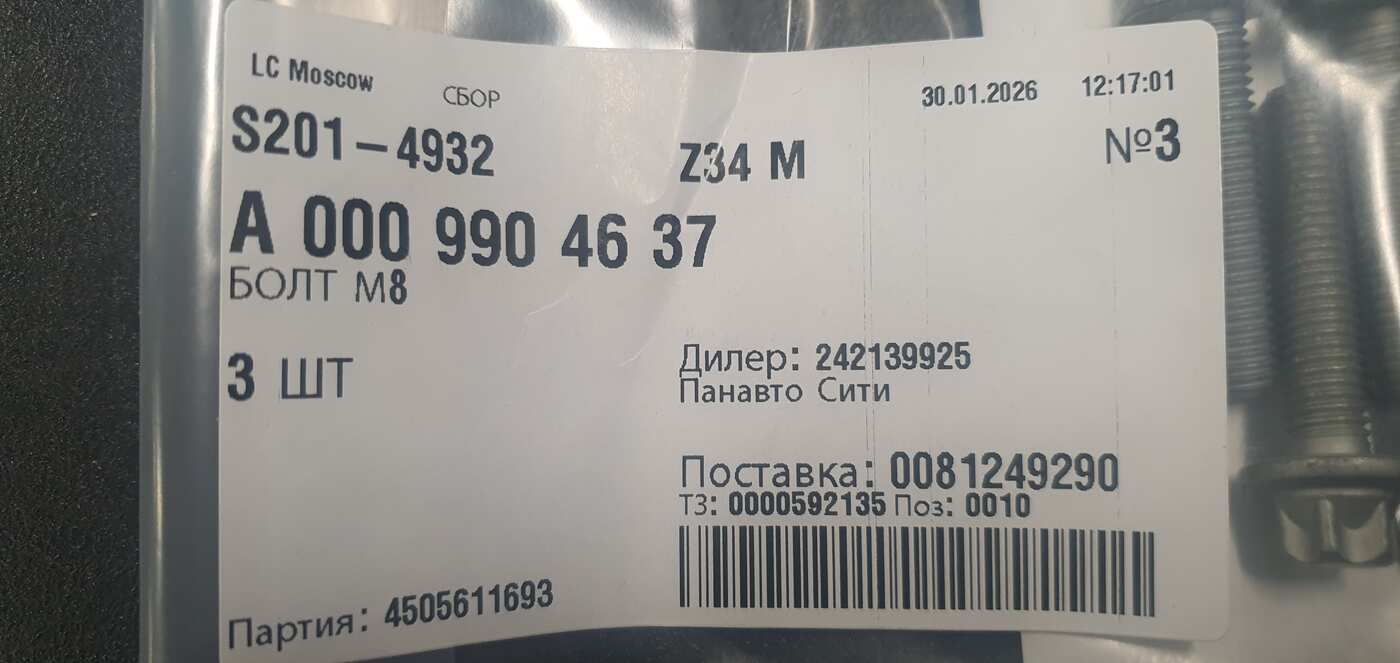 LC Moscow СБОР 30.01.2026 12:17:01
S201-4932 Z34 M №3
A 000 990 46 37
БОЛТ М8
3 ШТ
Дилер: 242139925
Панавто Сити
Поставка: 0081249290
ТЗ: 0000592135 Поз: 0010
Партия: 4505611693